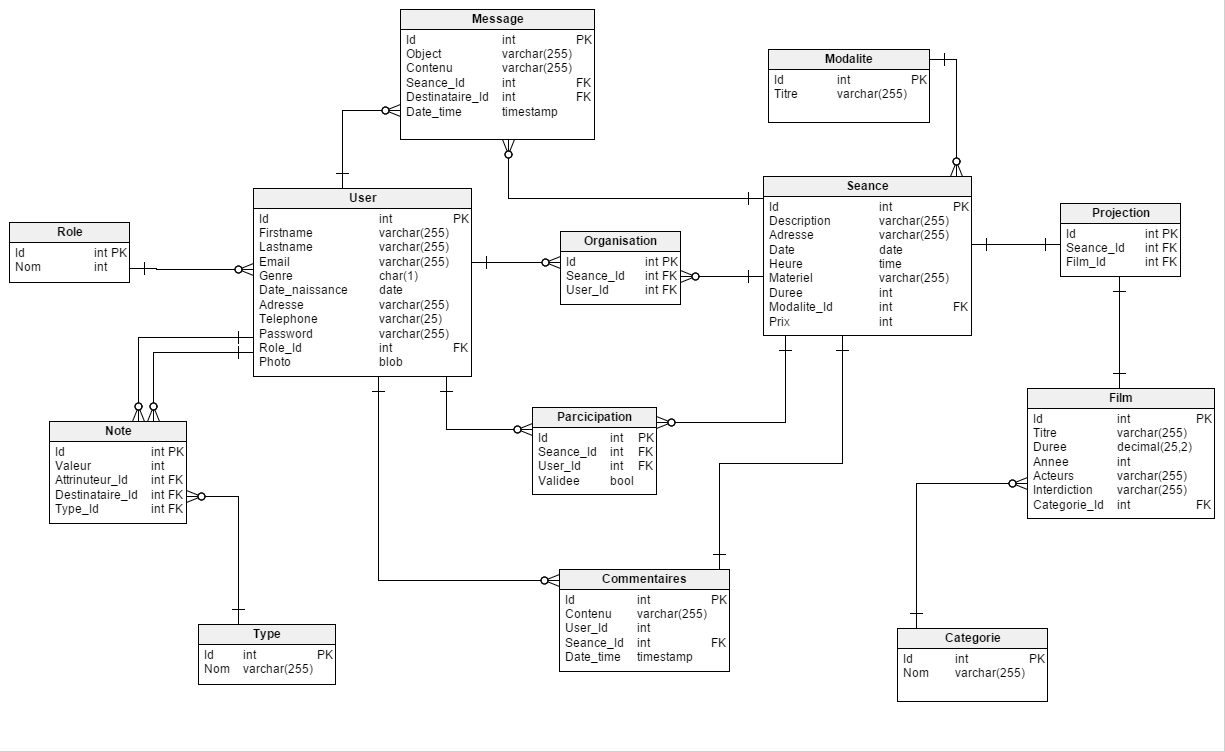 Message
Id int PK
Object varchar(255)
Contenu varchar(255)
Seance_Id int FK
Destinataire_Id int FK
Date_time timestamp
Modalite
Id int PK
Titre varchar(255)
User
Id int PK
Firstname varchar(255)
Lastname varchar(255)
Email varchar(255)
Genre char(1)
Date_naissance date
Adresse varchar(255)
Telephone varchar(25)
Password varchar(255)
Role_Id int FK
Photo blob
Seance
Id int PK
Description varchar(255)
Adresse varchar(255)
Date date
Heure time
Materiel varchar(255)
Duree int
Modalite_Id int FK
Prix int
Projection
Id int PK
Seance_Id int FK
Film_Id int FK
Role
Id int PK
Nom int
Organisation
Id int PK
Seance_Id int FK
User_Id int FK
Film
Id int PK
Titre varchar(255)
Duree decimal(25,2)
Annee int
Acteurs varchar(255)
Interdiction varchar(255)
Categorie_Id int FK
Parcicipation
Id int PK
Seance_Id int FK
User_Id int FK
Validee bool
Note
Id int PK
Valeur int
Attrinuteur_Id int FK
Destinataire_Id int FK
Type_Id int FK
Commentaires
Id int PK
Contenu varchar(255)
User_Id int
Seance_Id int FK
Date_time timestamp
Type
Id int PK
Nom varchar(255)
Categorie
Id int PK
Nom varchar(255)